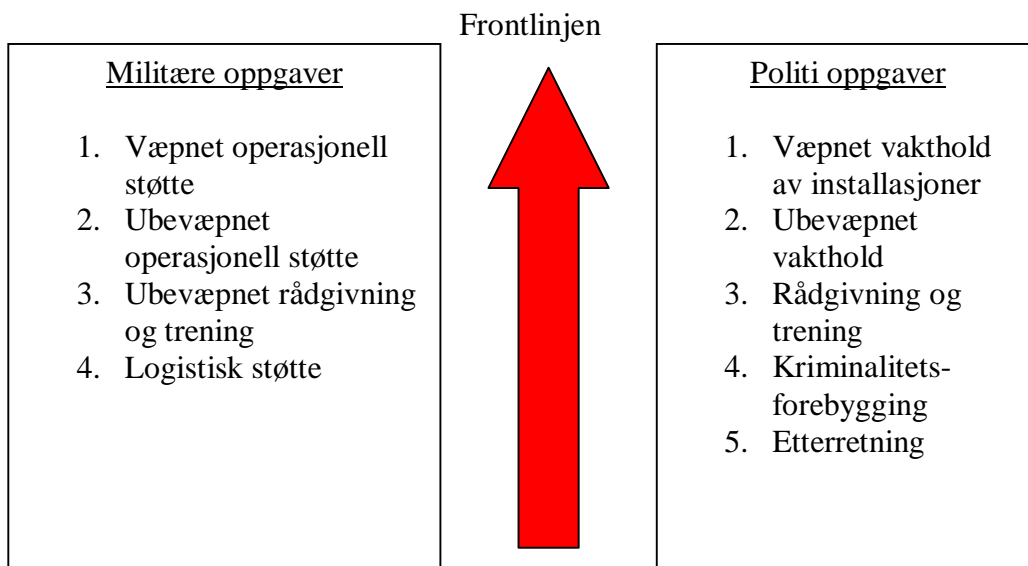 Frontlinjen
Militære oppgaver
1. Væpnet operasjonell
støtte
2. Ubevæpnet
operasjonell støtte
3. Ubevæpnet rådgivning
og trening
4. Logistisk støtte
Politi oppgaver
1. Væpnet vakthold
av installasjoner
2. Ubevæpnet
vakthold
3. Rådgivning og
trening
4. Kriminalitets-
forebygging
5. Etterretning